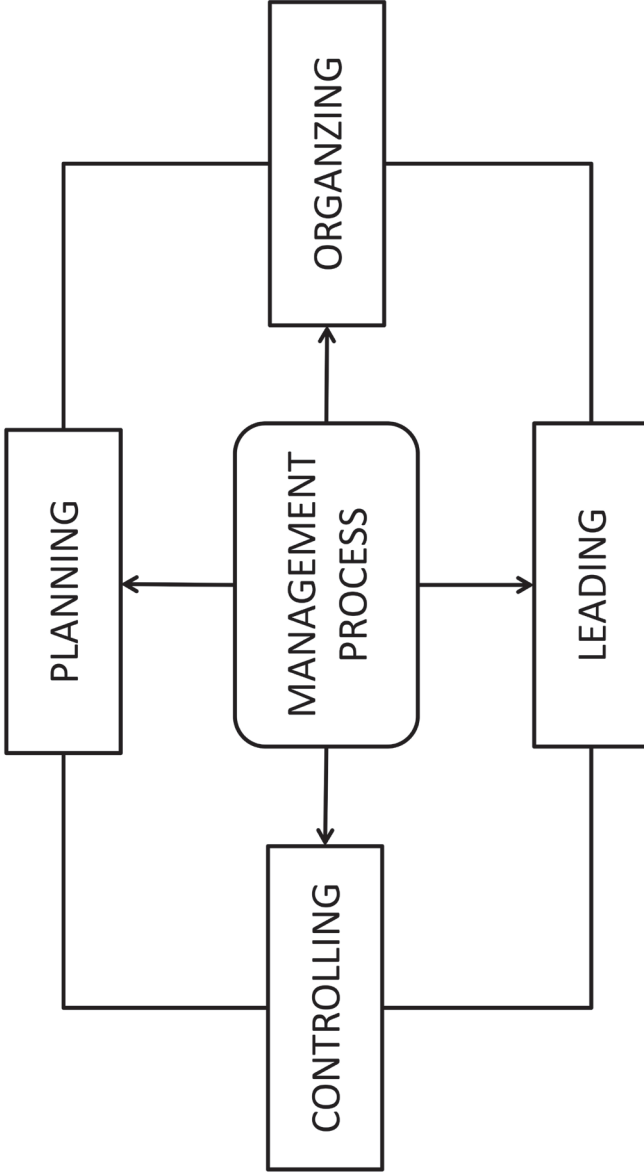 PLANNING
CONTROLLING
MANAGEMENT
PROCESS
ORGANZING
LEADING